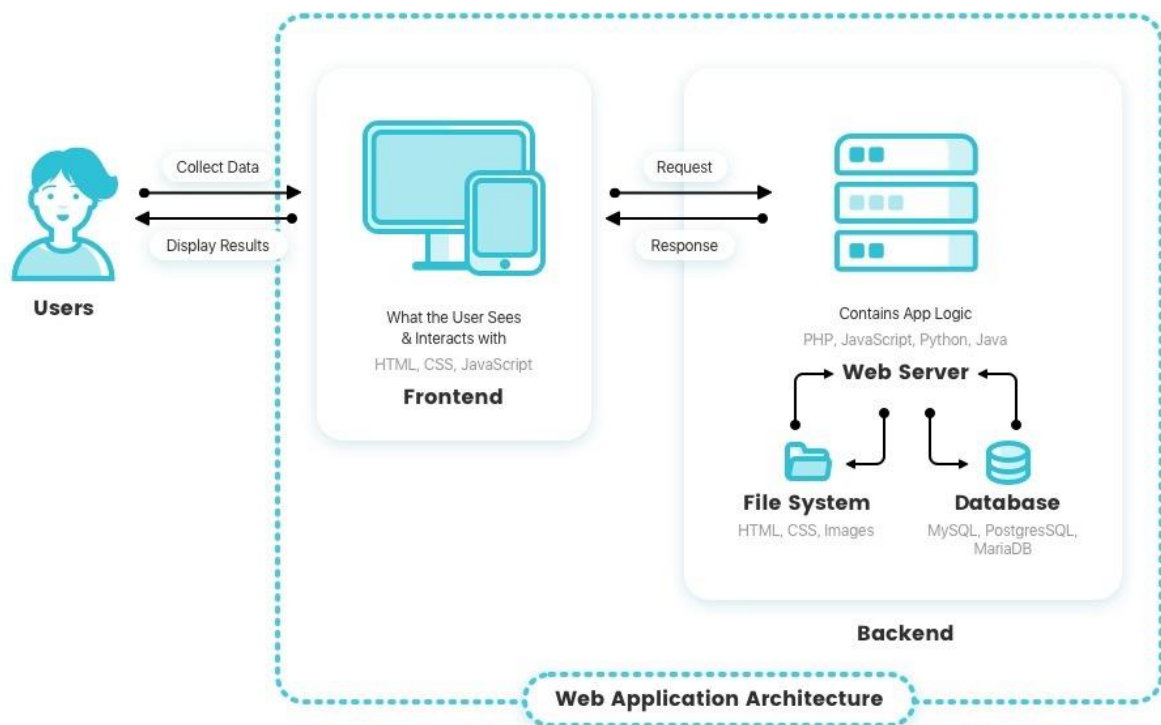 Collect Data
Display Results
Users
What the User Sees
& Interacts with
HTML, CSS, JavaScript
Frontend
Request
Response
Contains App Logic
PHP, JavaScript, Python, Java
Web Server
File System
HTML, CSS, Images
Database
MySQL, PostgresSQL,
MariaDB
Backend
Web Application Architecture